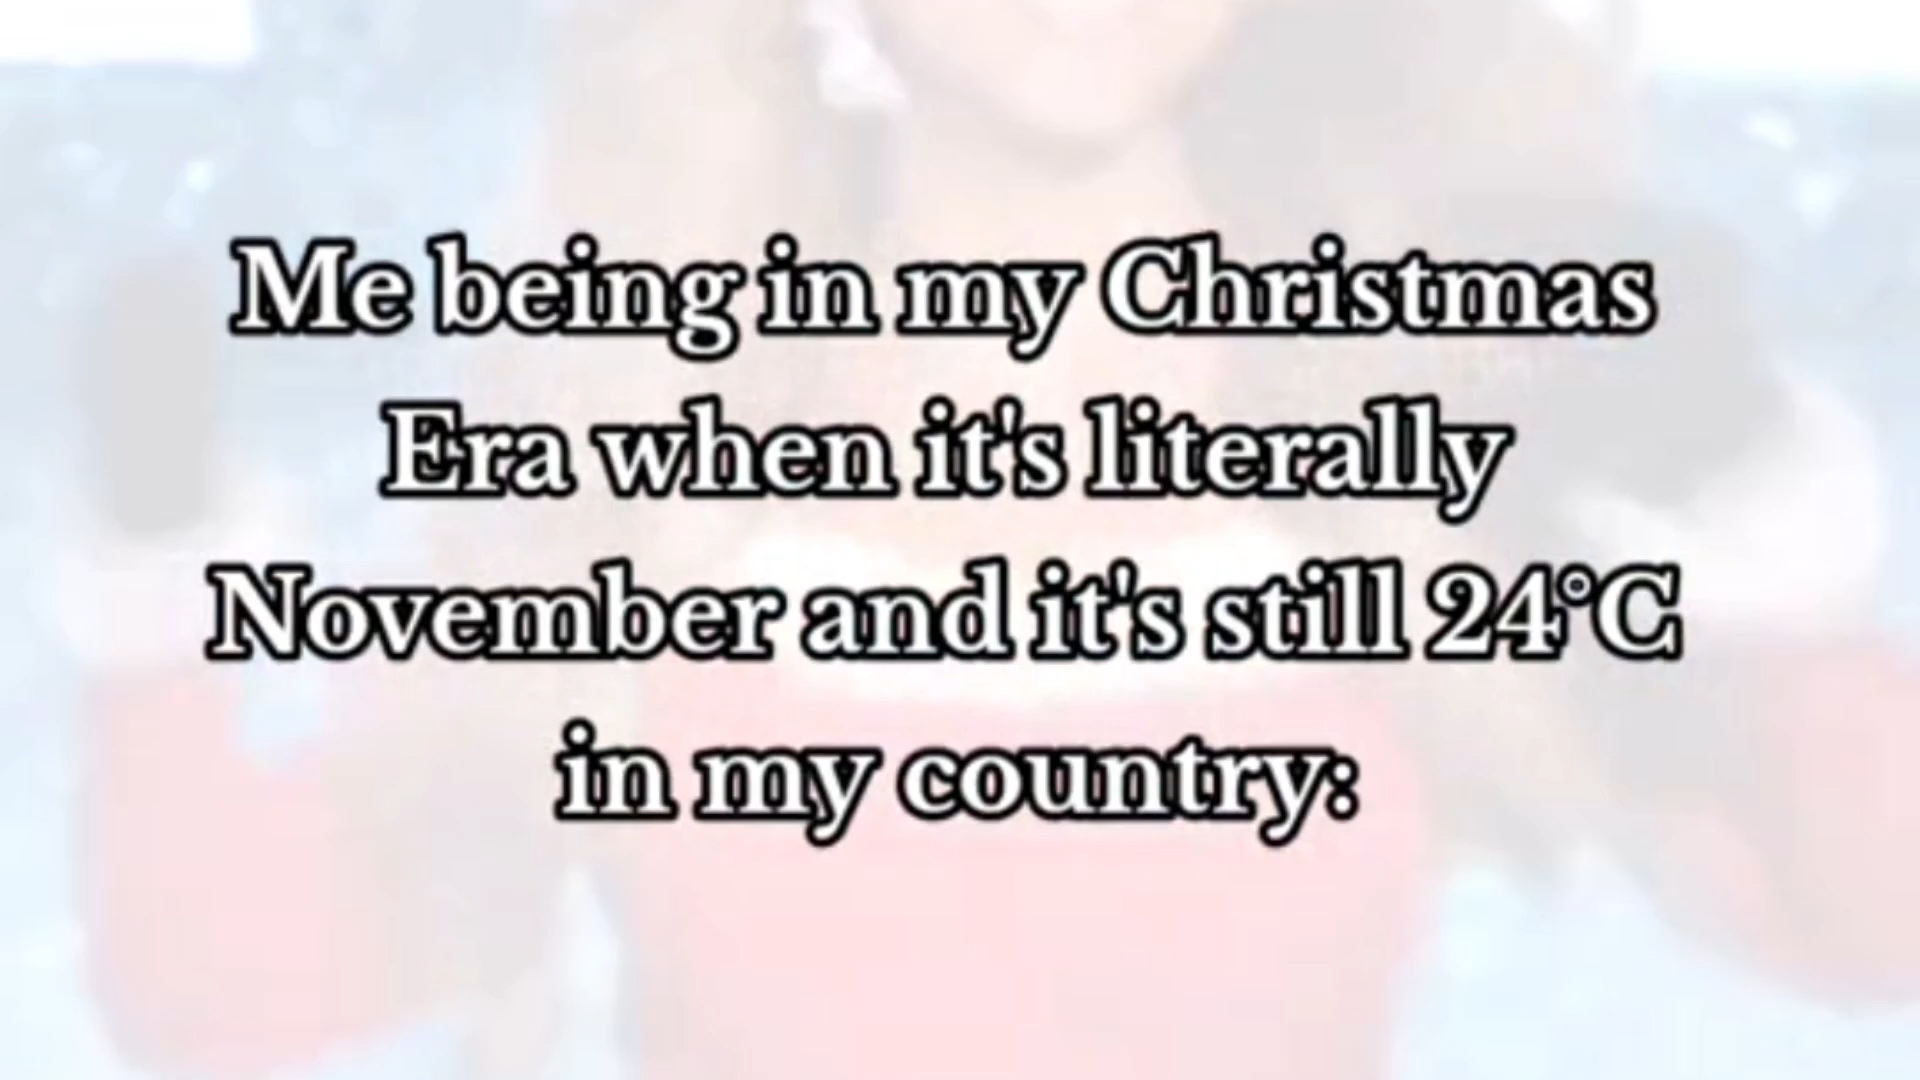 Me being in my Christmas
Era when it's literally
November and it's still 24°C
in my country: